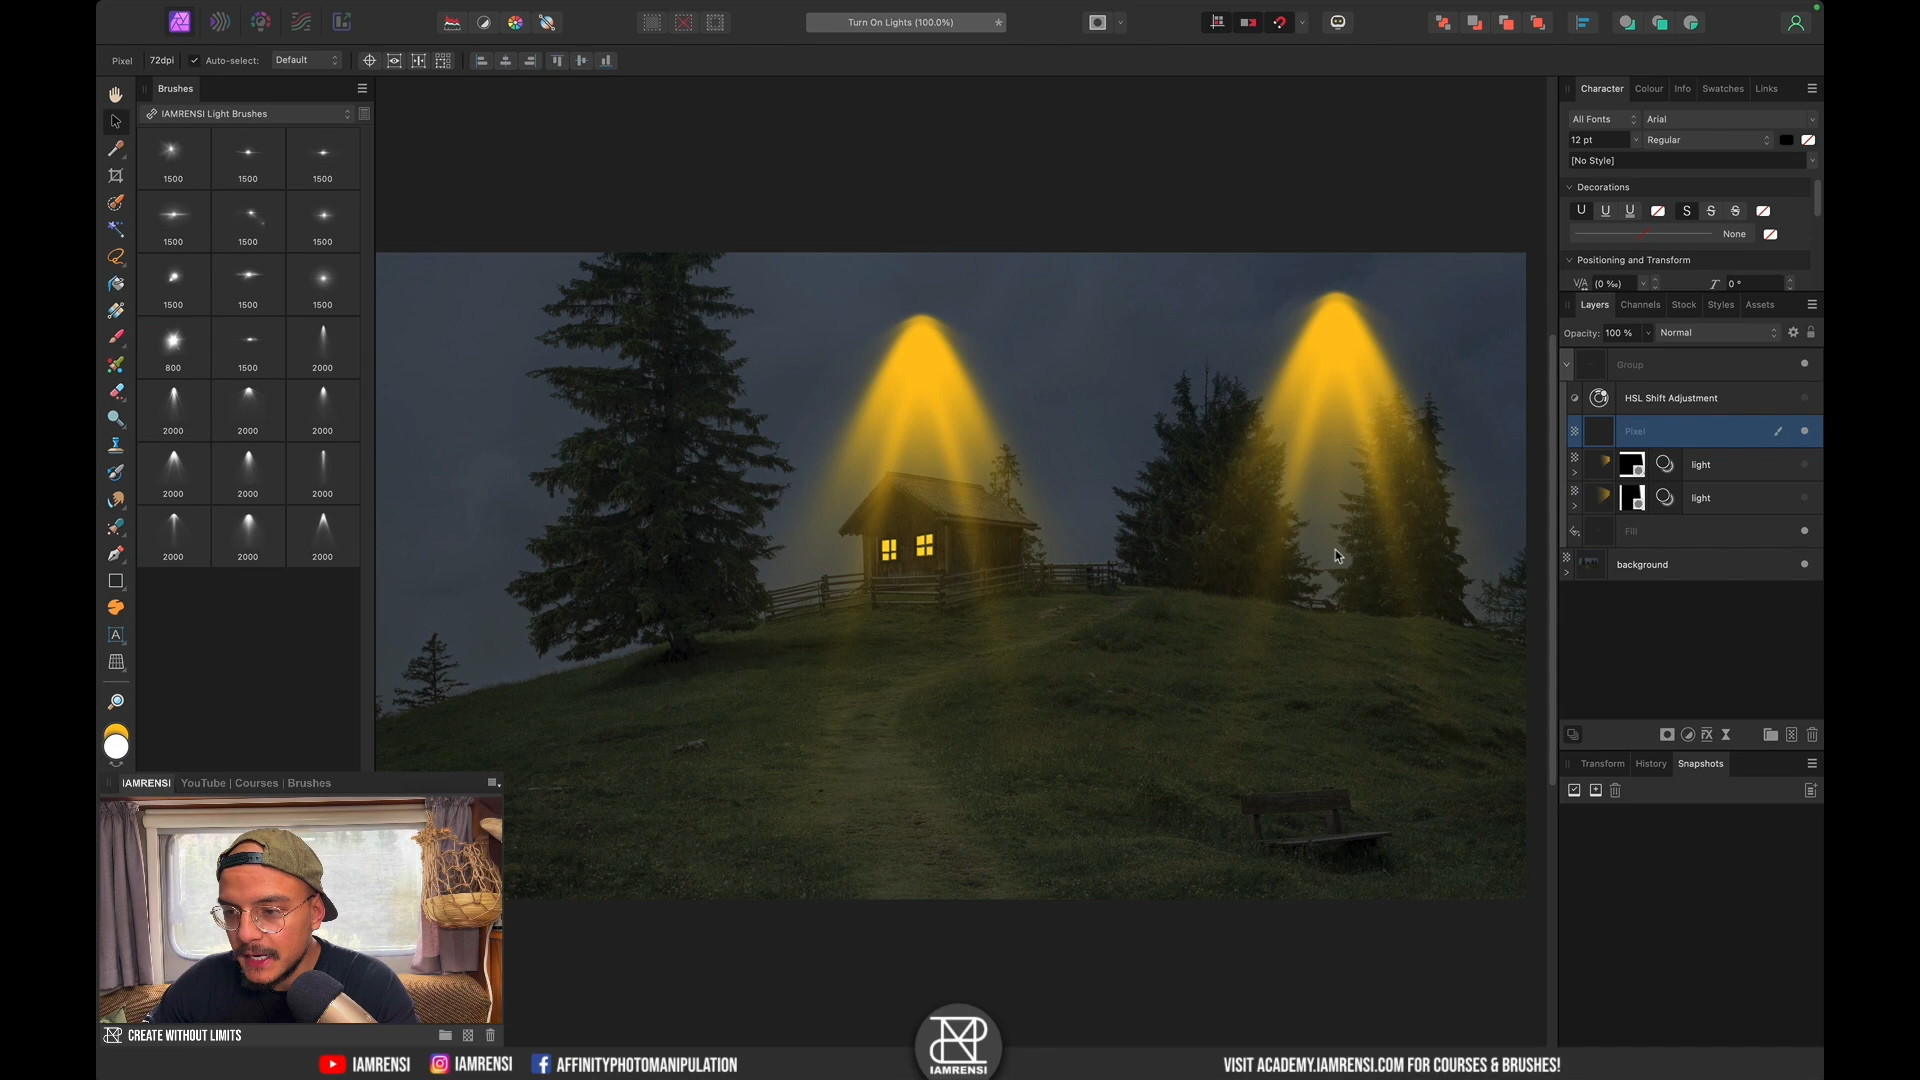 Turn On Lights (100.0%)
Pixel 72dpi Auto-select: Default
Brushes
IAMRENSI Light Brushes
1500 1500 1500
1500 1500 1500
1500 1500 1500
800 1500 2000
2000 2000 2000
2000 2000 2000
2000 2000 2000
Character Colour Info Swatches Links
All Fonts Arial
12 pt Regular
[No Style]
Decorations
U U U S S S
None
Positioning and Transform
V/A (0 ‰) T 0 °
Layers Channels Stock Styles Assets
Opacity: 100 % Normal
Group
HSL Shift Adjustment
Pixel
light
light
Fill
background
FX
Transform History Snapshots
IAMRENSI YouTube | Courses | Brushes
CREATE WITHOUT LIMITS
IAMRENSI IAMRENSI AFFINITYPHOTOMANIPULATION
IAMRENSI
VISIT ACADEMY.IAMRENSI.COM FOR COURSES & BRUSHES!